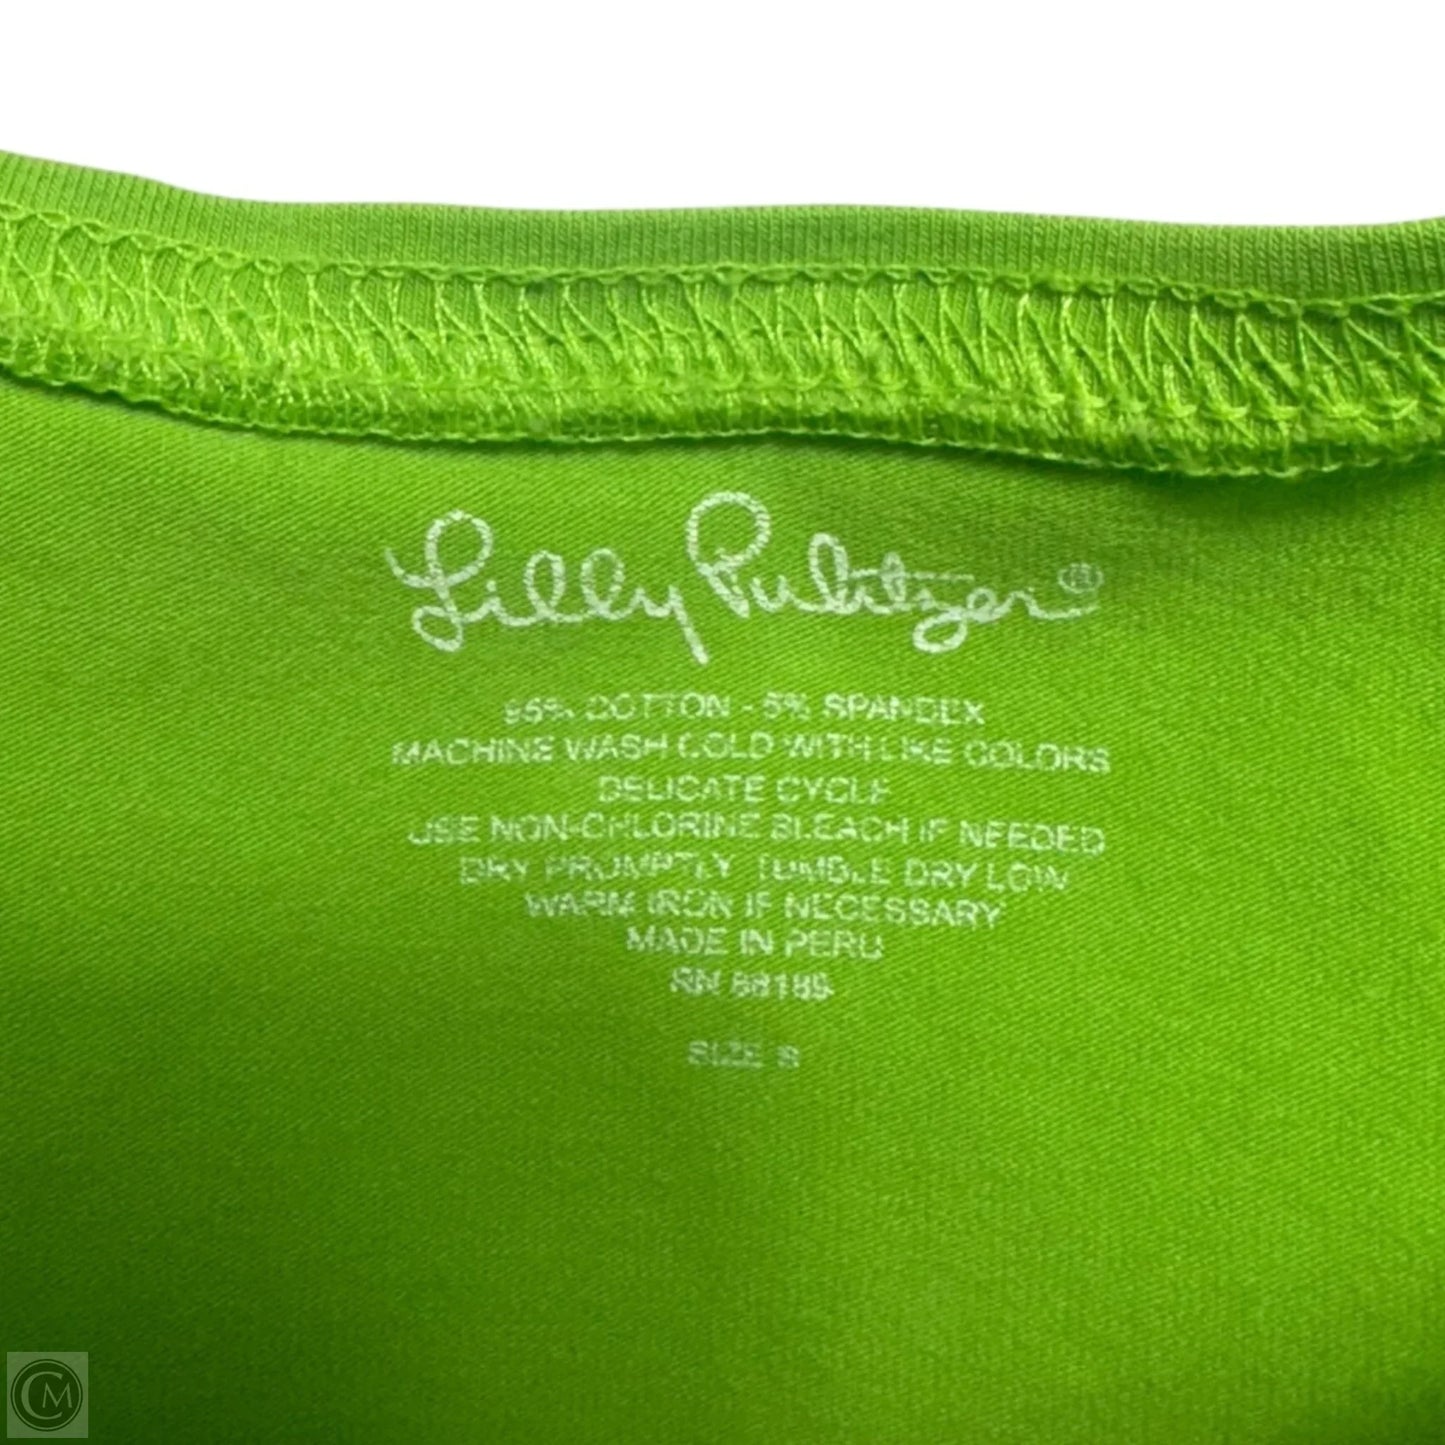 Lilly Pulitzer®
95% COTTON - 5% SPANDEX
MACHINE WASH COLD WITH LIKE COLORS
DELICATE CYCLE
USE NON-CHLORINE BLEACH IF NEEDED
DRY PROMPTLY TUMBLE DRY LOW
WARM IRON IF NECESSARY
MADE IN PERU
RN
SIZE S
CM